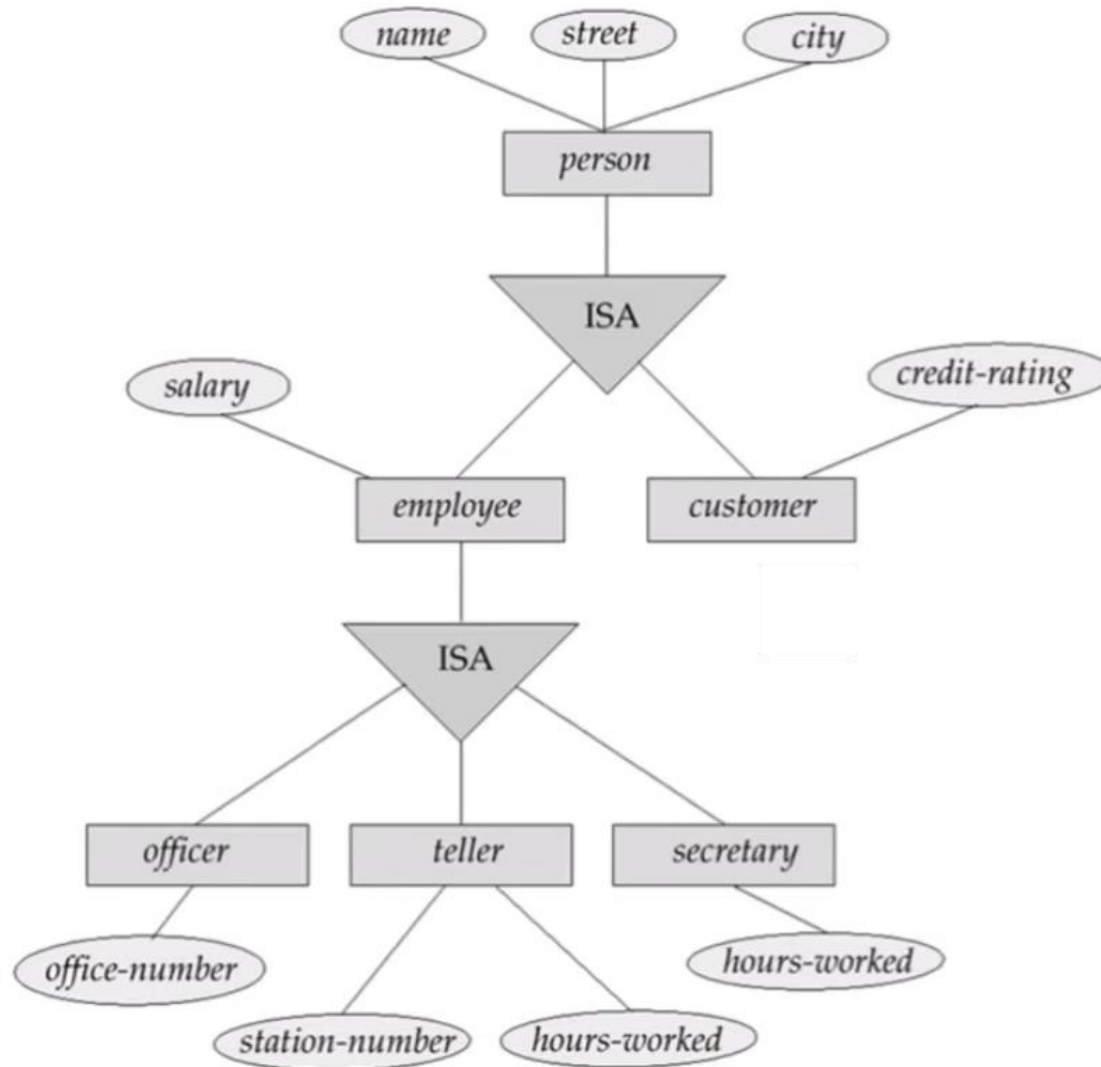 name
street
city
person
ISA
salary
credit-rating
employee
customer
ISA
officer
teller
secretary
office-number
hours-worked
station-number
hours-worked